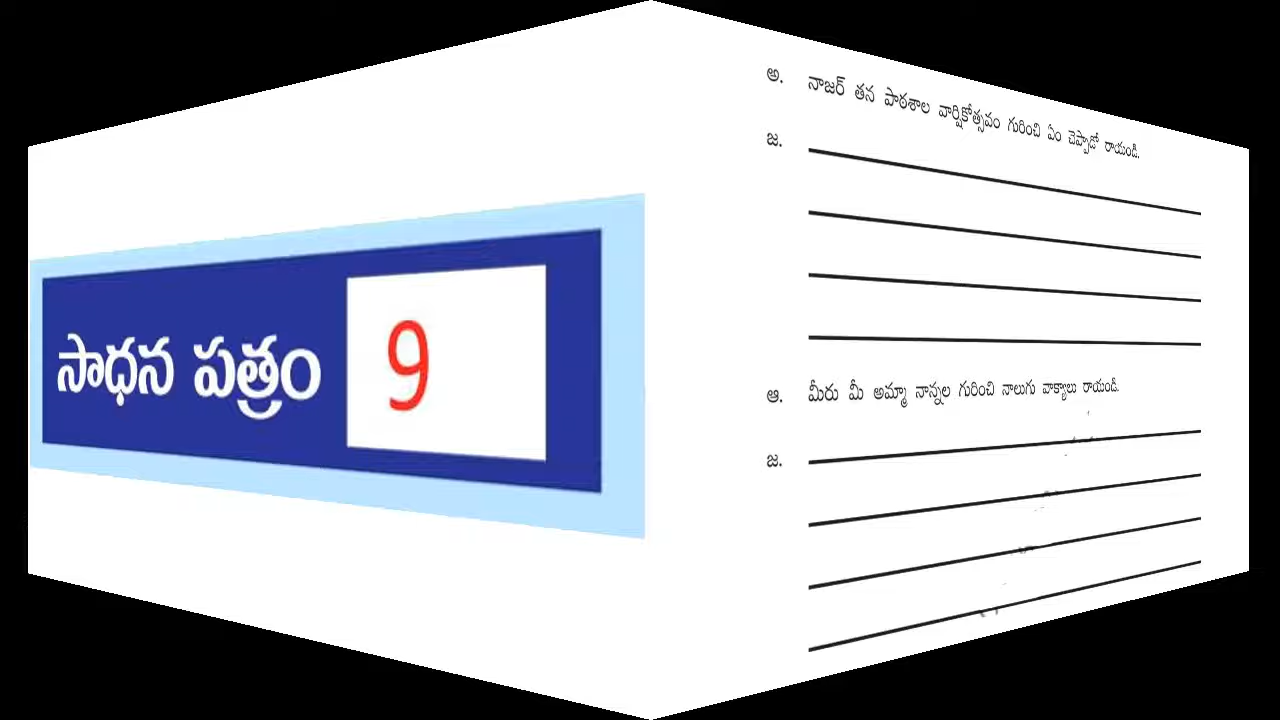 సాధన పత్రం 9
అ. నాజర్ తన పాఠశాల వార్షికోత్సవం గురించి ఏం చెప్పాడో రాయండి.
జ.
ఆ. మీరు మీ అమ్మా నాన్నల గురించి నాలుగు వాక్యాలు రాయండి.
జ.